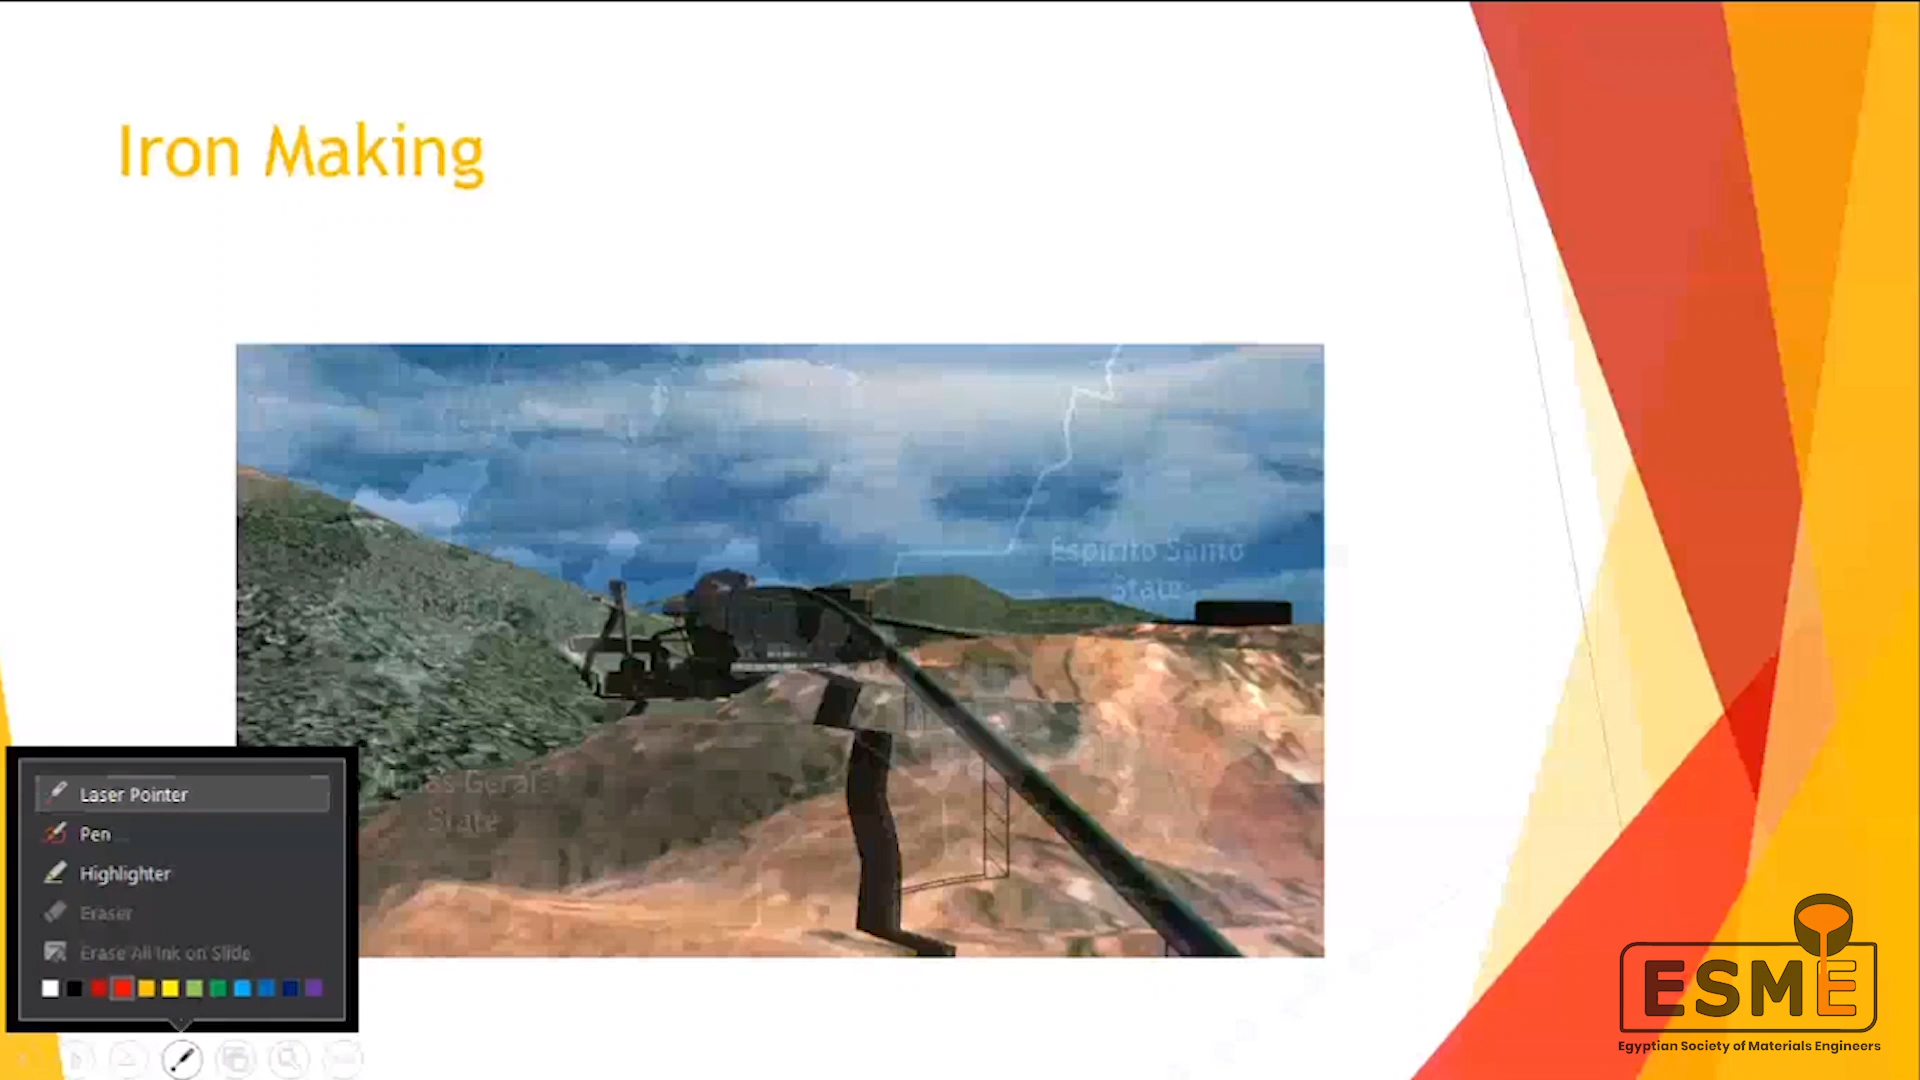 Iron Making
Espirito Santo
State
Gerais
State
Laser Pointer
Pen
Highlighter
Eraser
Erase All Ink on Slide
ESME
Egyptian Society of Materials Engineers